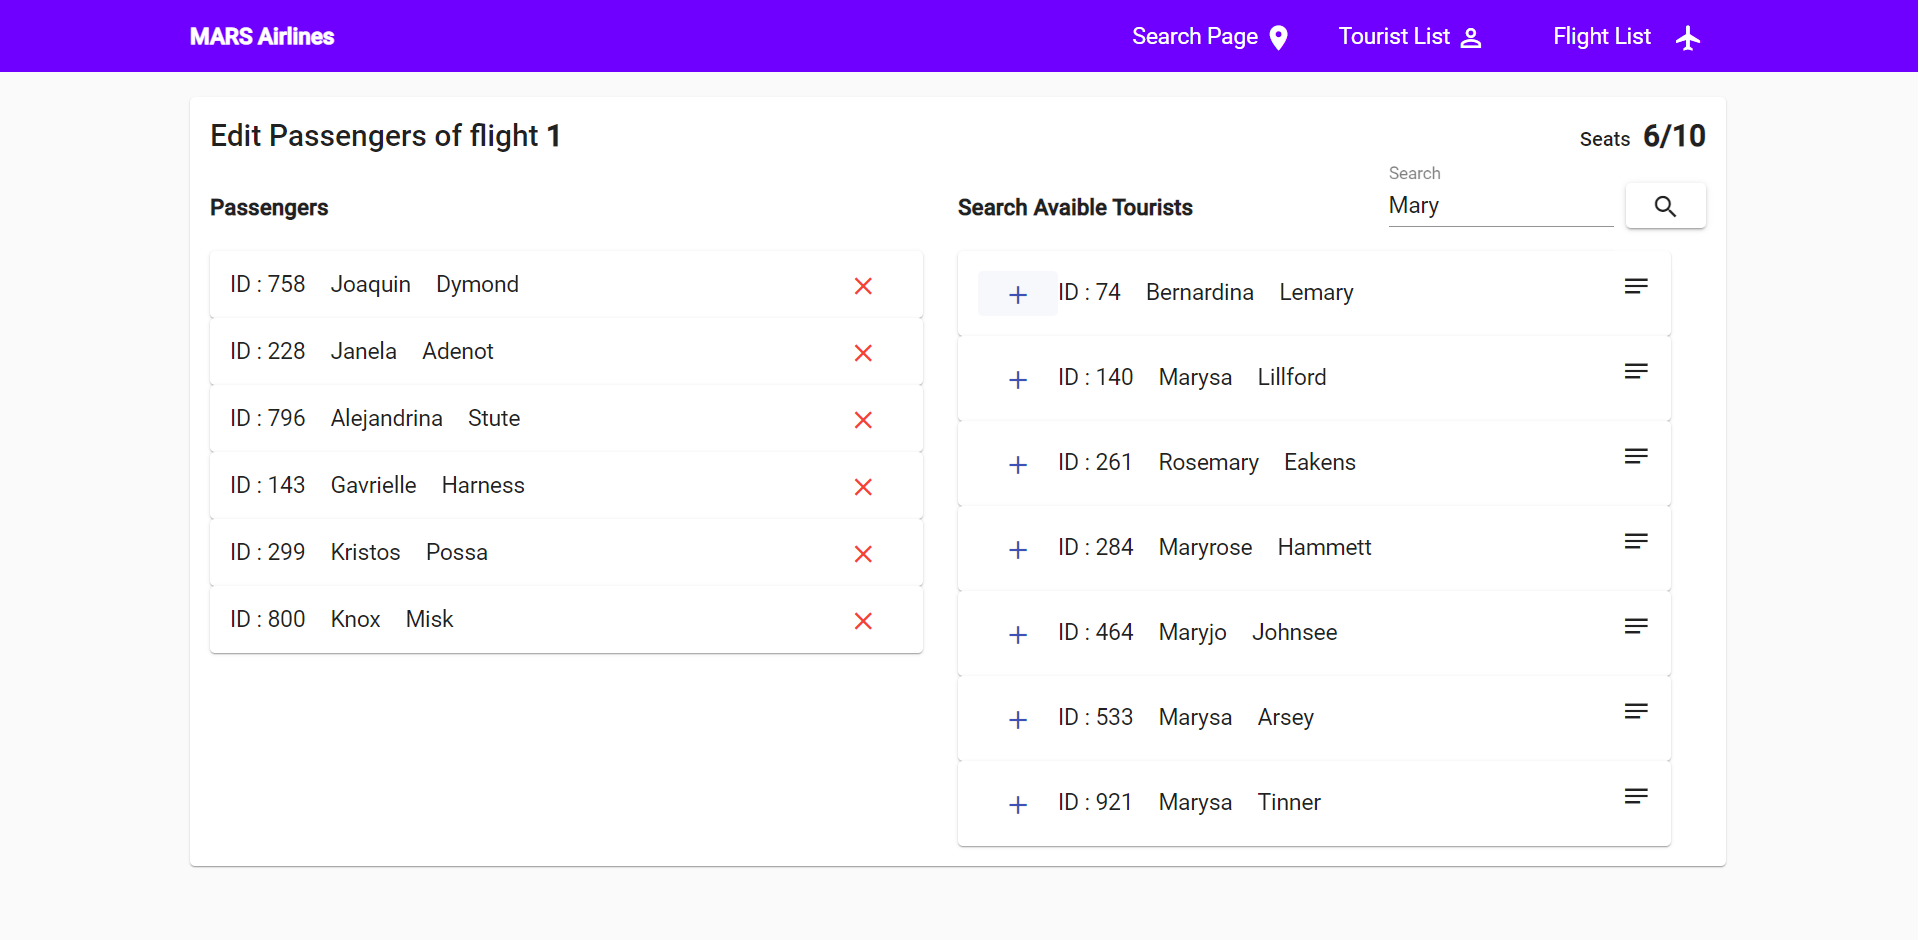 MARS Airlines Search Page Tourist List Flight List
Edit Passengers of flight 1
Seats 6/10
Passengers
ID : 758 Joaquin Dymond
ID : 228 Janela Adenot
ID : 796 Alejandrina Stute
ID : 143 Gavrielle Harness
ID : 299 Kristos Possa
ID : 800 Knox Misk
Search Avaible Tourists
Search
Mary
ID : 74 Bernardina Lemary
ID : 140 Marysa Lillford
ID : 261 Rosemary Eakens
ID : 284 Maryrose Hammett
ID : 464 Maryjo Johnsee
ID : 533 Marysa Arsey
ID : 921 Marysa Tinner